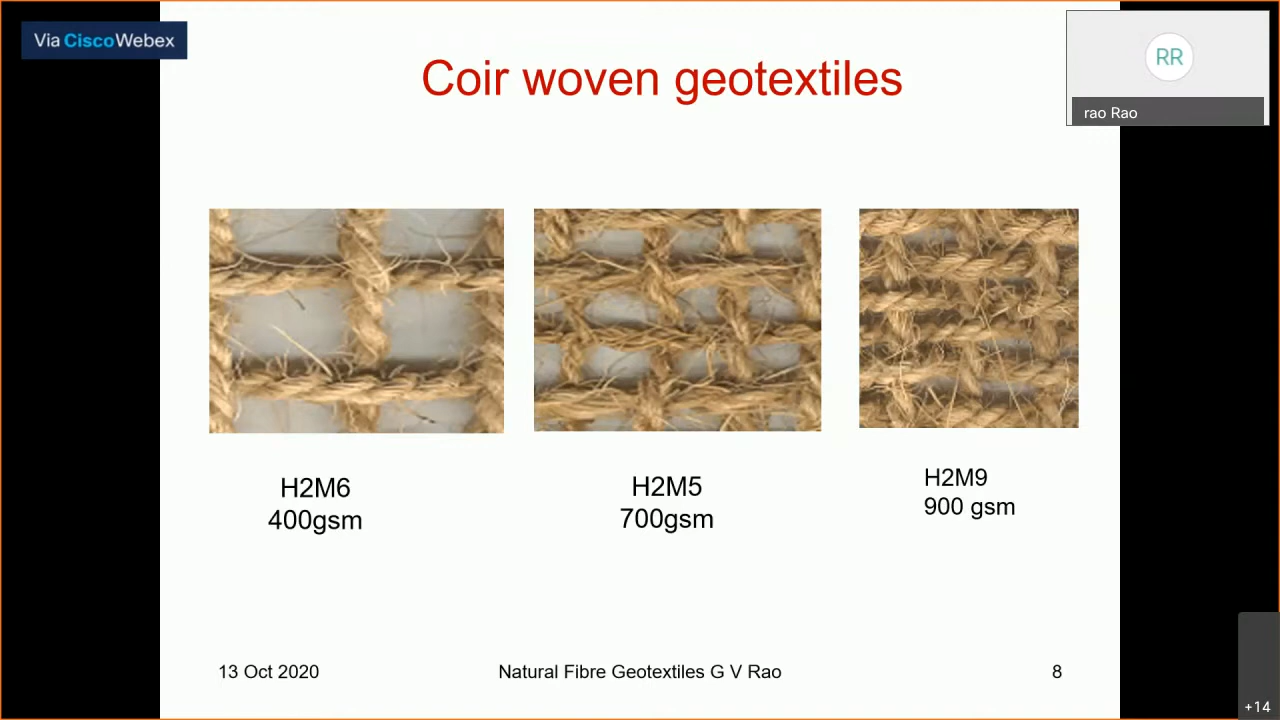 Via CiscoWebex
Coir woven geotextiles
RR
rao Rao
H2M6
400gsm
H2M5
700gsm
H2M9
900 gsm
13 Oct 2020
Natural Fibre Geotextiles G V Rao
8
+14